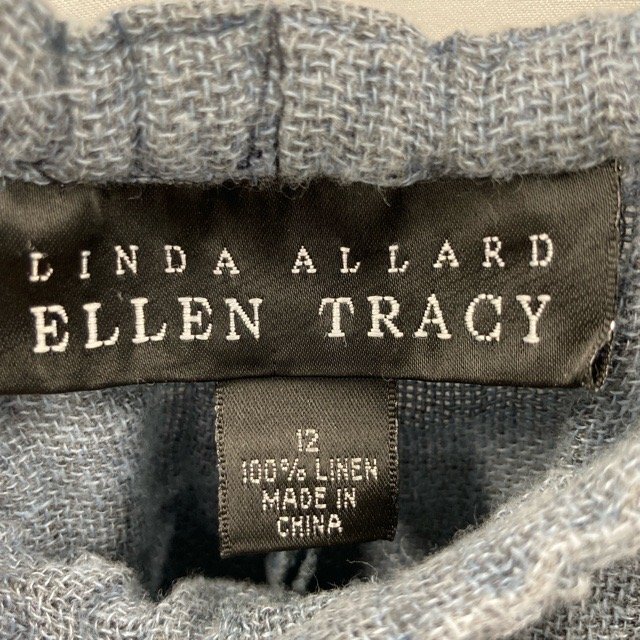 LINDA ALLARD
ELLEN TRACY
12
100% LINEN
MADE IN
CHINA